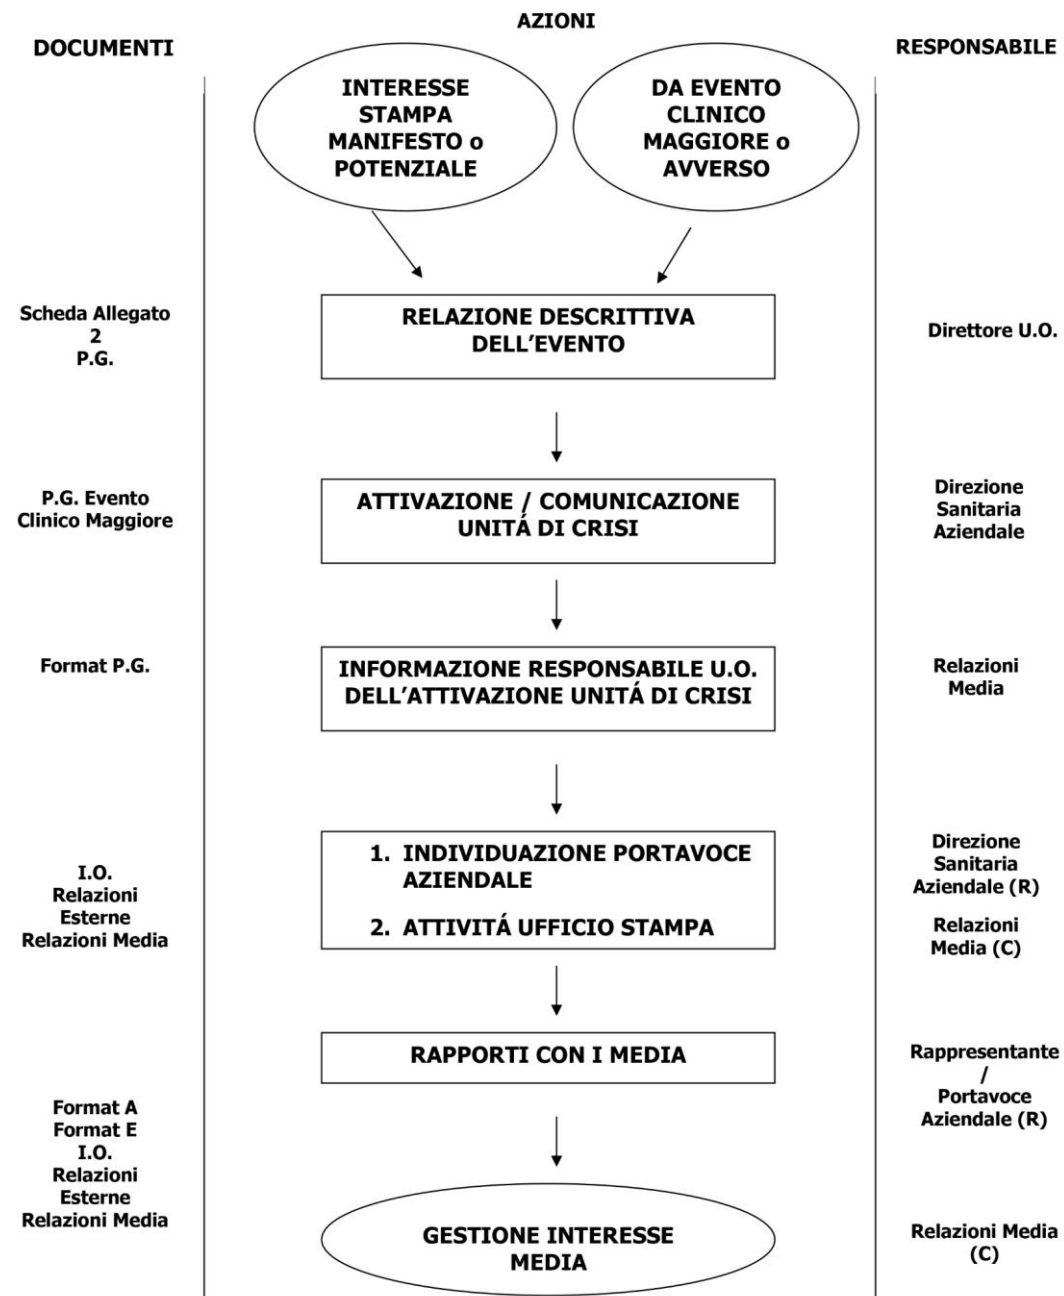 AZIONI
DOCUMENTI
RESPONSABILE
INTERESSE
STAMPA
MANIFESTO o
POTENZIALE
DA EVENTO
CLINICO
MAGGIORE o
AVVERSO
Scheda Allegato
2
P.G.
RELAZIONE DESCRITTIVA
DELL’EVENTO
Direttore U.O.
P.G. Evento
Clinico Maggiore
ATTIVAZIONE / COMUNICAZIONE
UNITÁ DI CRISI
Direzione
Sanitaria
Aziendale
Format P.G.
INFORMAZIONE RESPONSABILE U.O.
DELL’ATTIVAZIONE UNITÁ DI CRISI
Relazioni
Media
I.O.
Relazioni
Esterne
Relazioni Media
1. INDIVIDUAZIONE PORTAVOCE
AZIENDALE
2. ATTIVITÁ UFFICIO STAMPA
Direzione
Sanitaria
Aziendale (R)
Relazioni
Media (C)
RAPPORTI CON I MEDIA
Rappresentante
/
Portavoce
Aziendale (R)
Format A
Format E
I.O.
Relazioni
Esterne
Relazioni Media
GESTIONE INTERESSE
MEDIA
Relazioni Media
(C)